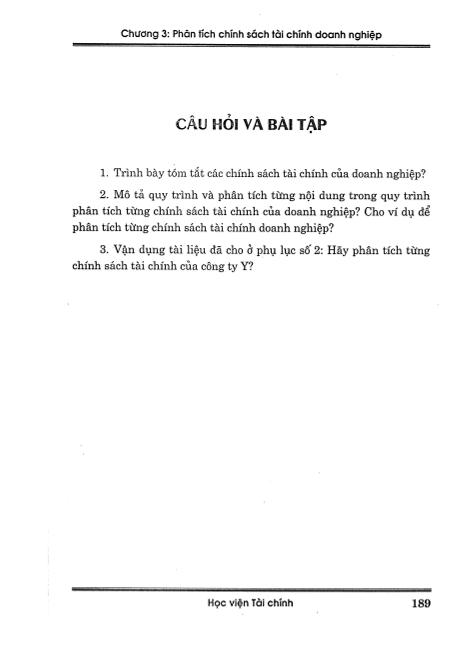 Chương 3: Phân tích chính sách tài chính doanh nghiệp
CÂU HỎI VÀ BÀI TẬP
1. Trình bày tóm tắt các chính sách tài chính của doanh nghiệp?
2. Mô tả quy trình và phân tích từng nội dung trong quy trình
phân tích từng chính sách tài chính của doanh nghiệp? Cho ví dụ để
phân tích từng chính sách tài chính doanh nghiệp?
3. Vận dụng tài liệu đã cho ở phụ lục số 2: Hãy phân tích từng
chính sách tài chính của công ty Y?
Học viện Tài chính 189